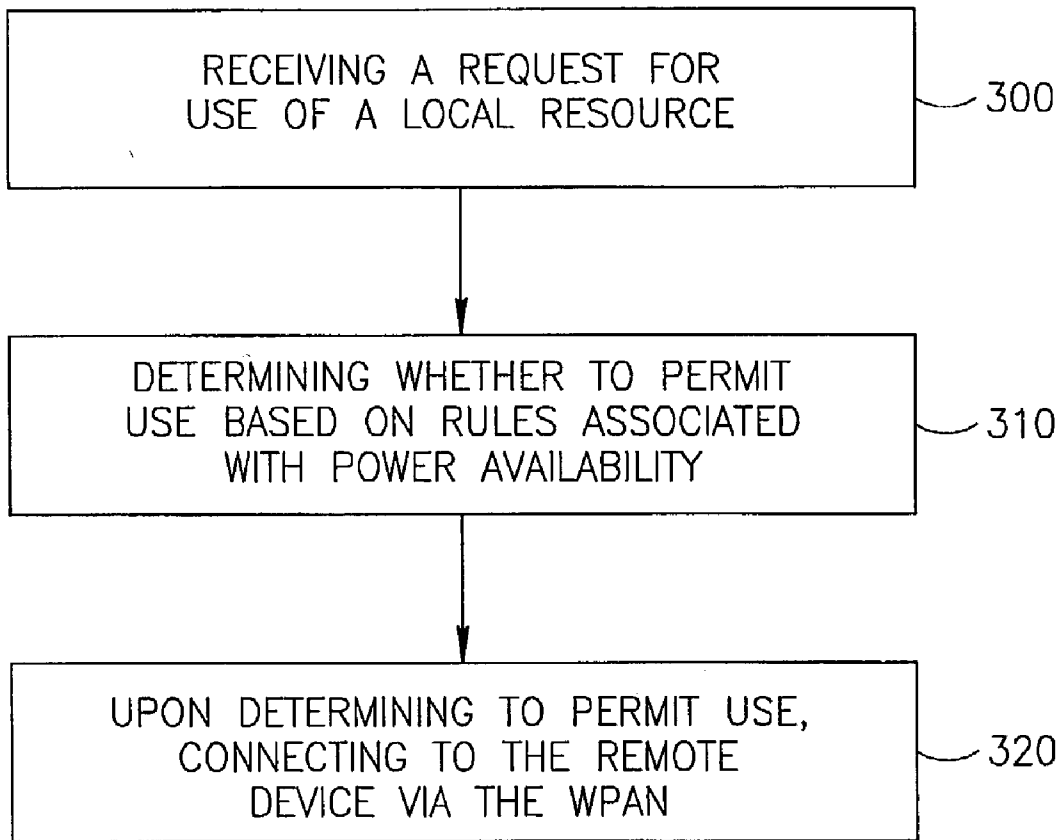 RECEIVING A REQUEST FOR
USE OF A LOCAL RESOURCE
300
DETERMINING WHETHER TO PERMIT
USE BASED ON RULES ASSOCIATED
WITH POWER AVAILABILITY
310
UPON DETERMINING TO PERMIT USE,
CONNECTING TO THE REMOTE
DEVICE VIA THE WPAN
320